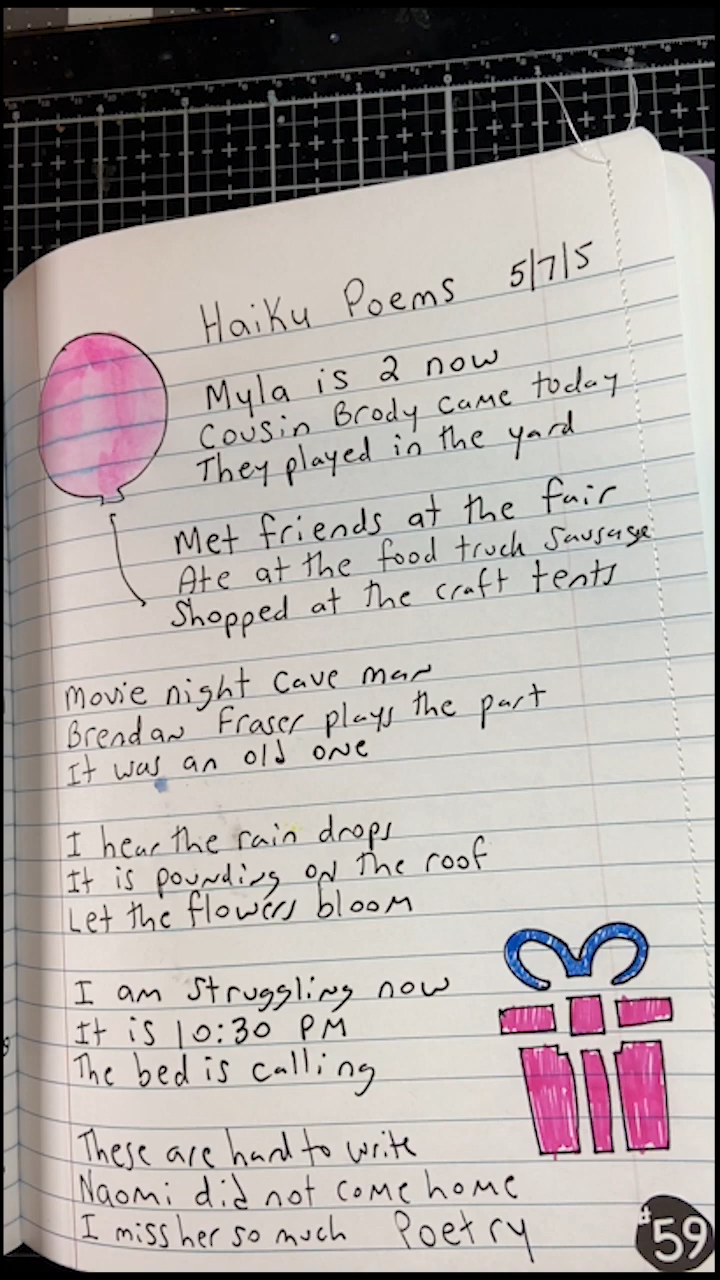 Haiku Poems 5/7/5
Myla is 2 now
Cousin Brody came today
They played in the yard
Met friends at the fair
Ate at the food truck sausage
Shopped at the craft tents
Movie night cave man
Brendan Fraser plays the part
It was an old one
I hear the rain drops
It is pounding on the roof
Let the flowers bloom
I am struggling now
It is 10:30 PM
The bed is calling
These are hard to write
Naomi did not come home
I miss her so much Poetry
#59